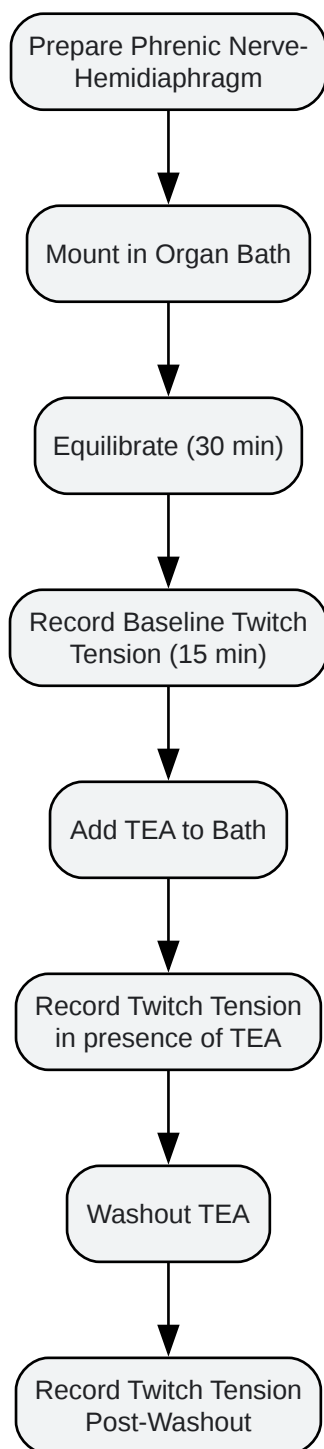 Prepare Phrenic Nerve-
Hemidiaphragm
Mount in Organ Bath
Equilibrate (30 min)
Record Baseline Twitch
Tension (15 min)
Add TEA to Bath
Record Twitch Tension
in presence of TEA
Washout TEA
Record Twitch Tension
Post-Washout